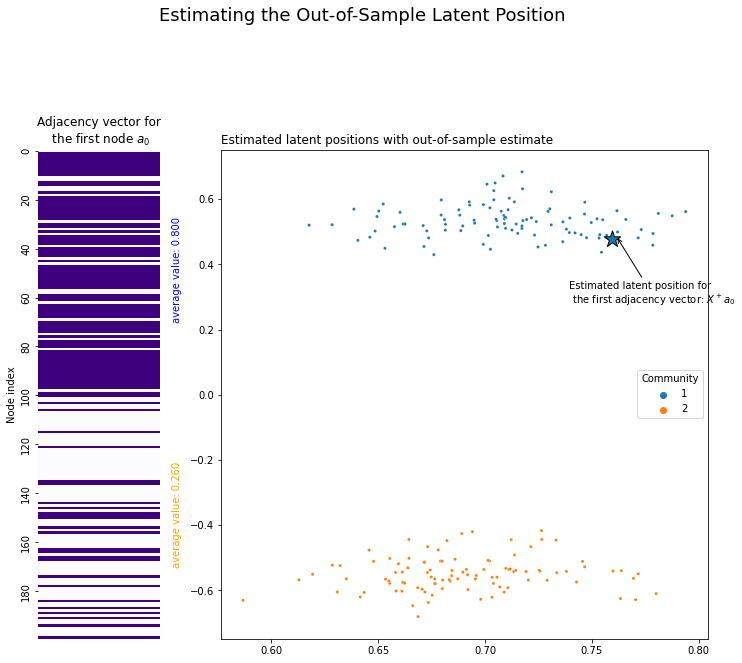 Estimating the Out-of-Sample Latent Position
Adjacency vector for
the first node a₀
Node index
0
20
40
60
80
100
120
140
160
180
average value: 0.800
average value: 0.260
Estimated latent positions with out-of-sample estimate
0.6
0.4
0.2
0.0
−0.2
−0.4
−0.6
Estimated latent position for
the first adjacency vector: X⁺a₀
Community
1
2
0.60
0.65
0.70
0.75
0.80